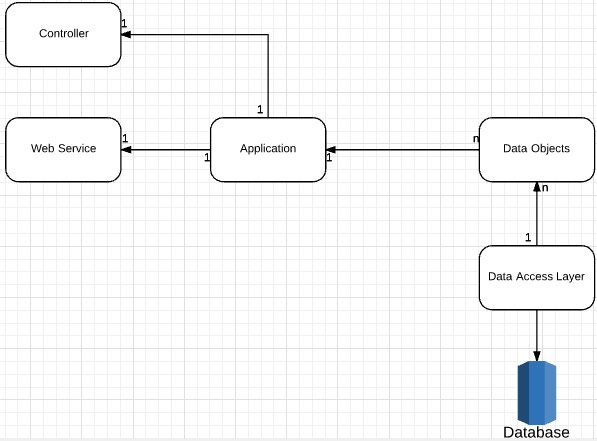 Controller
1
1
Web Service
1
1
Application
1
n
Data Objects
n
1
Data Access Layer
Database